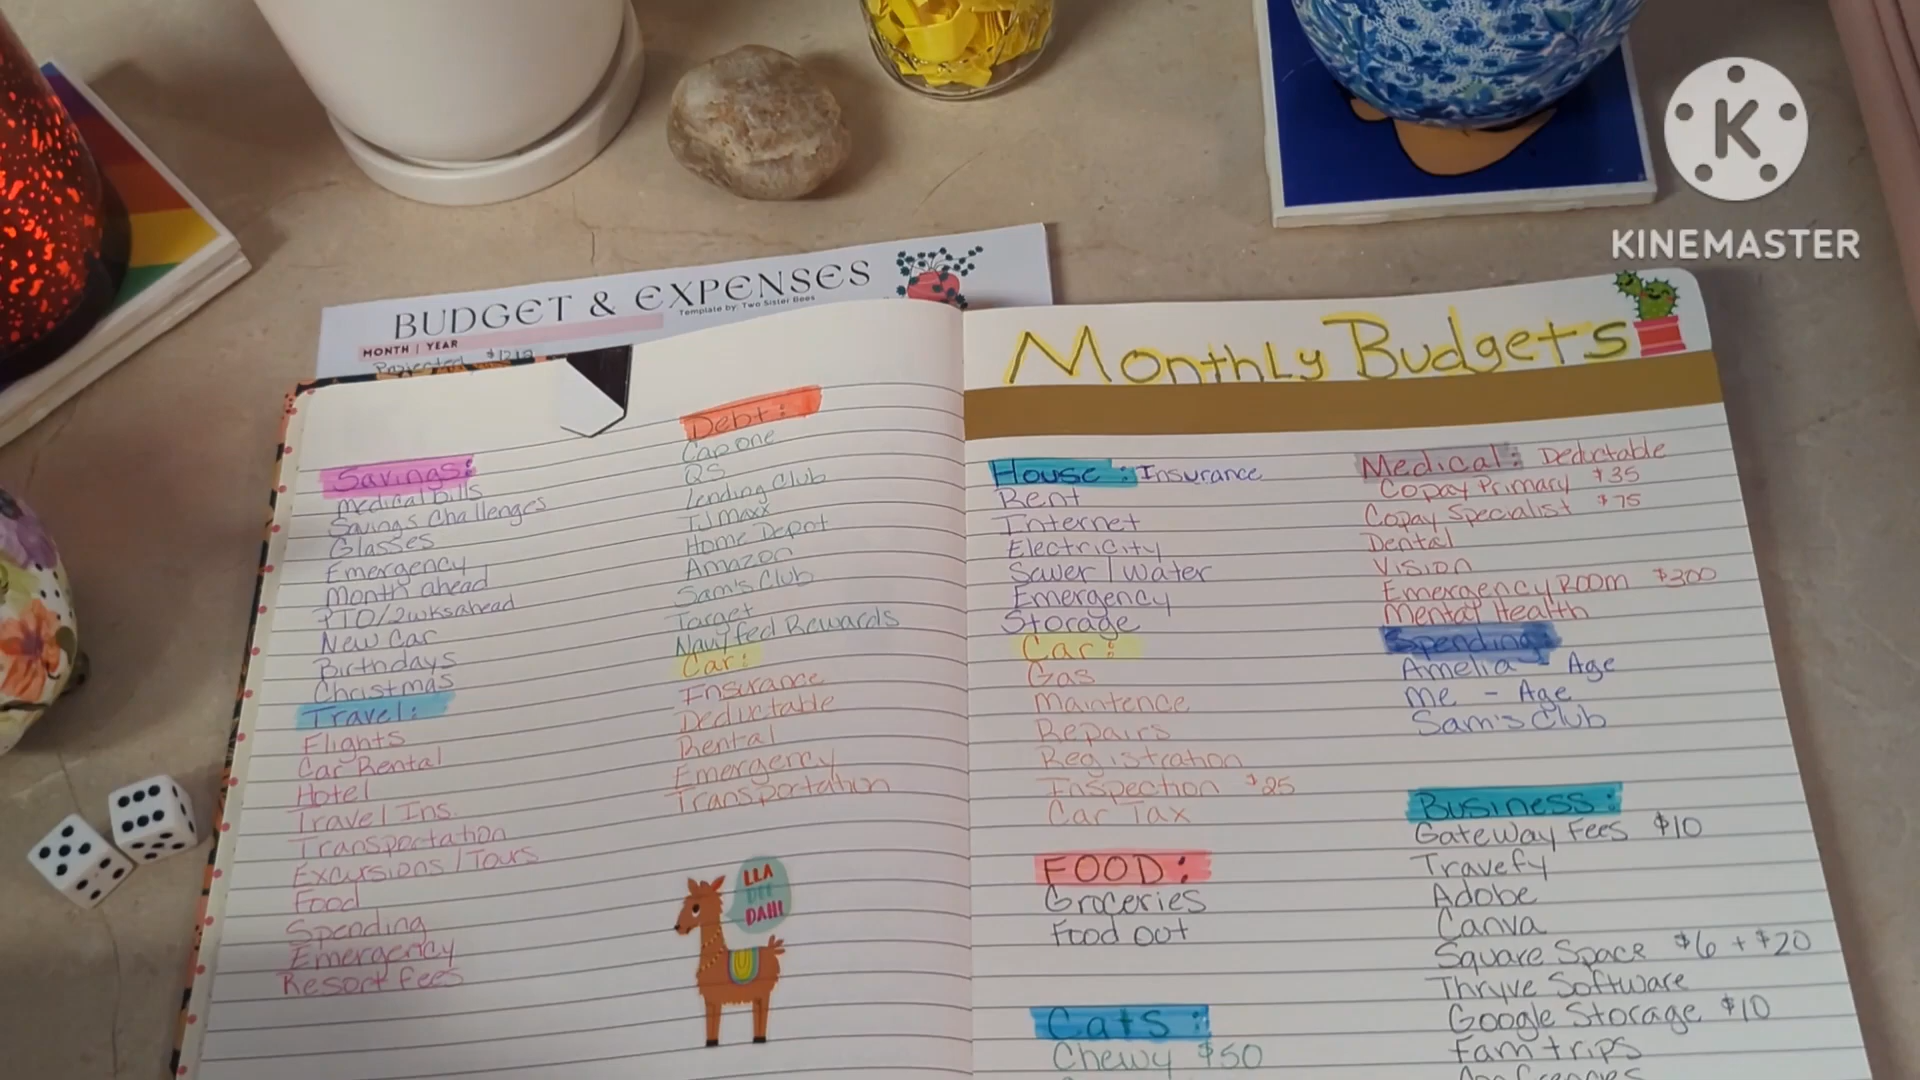 K
KINEMASTER
BUDGET & EXPENSES
Template by: Two Sister Bees
MONTH | YEAR
Monthly Budgets
Savings:
Medical bills
Savings Challenges
Glasses
Emergency
Month ahead
PTO/2wksahead
New Car
Birthdays
Christmas
Travel:
Flights
Car Rental
Hotel
Travel Ins.
Transportation
Excursions / Tours
Food
Spending
Emergency
Resort fees
Debt:
Cap one
QS
Lending Club
TJ maxx
Home Depot
Amazon
Sam's Club
Target
Navyfed Rewards
Car:
Insurance
Deductable
Rental
Emergency
Transportation
LLA
DEE
DAH!
House: Insurance
Rent
Internet
Electricity
Sewer / Water
Emergency
Storage
Car:
Gas
Maintence
Repairs
Registration
Inspection $25
Car Tax
FOOD:
Groceries
Food out
Cats:
Chewy $50
Medical: Deductable
Copay Primary $35
Copay Specialist $75
Dental
Vision
Emergency Room $300
Mental Health
Spending:
Amelia - Age
me - Age
Sam's Club
Business:
Gateway Fees $10
Travefy
Adobe
Canva
Square Space $6 + $20
Thryve Software
Google Storage $10
Fam trips